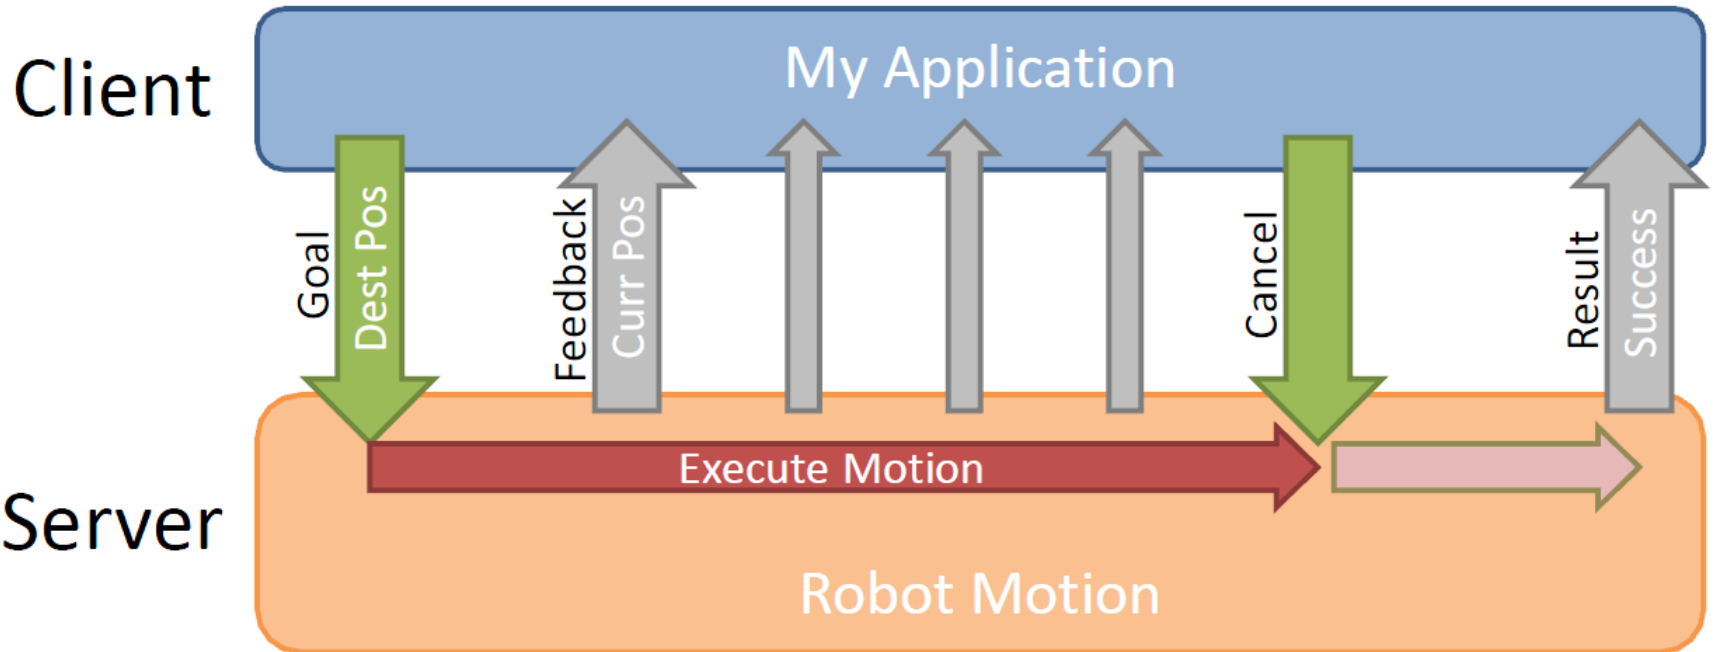 Client
My Application
Goal
Dest Pos
Feedback
Curr Pos
Cancel
Result
Success
Execute Motion
Server
Robot Motion